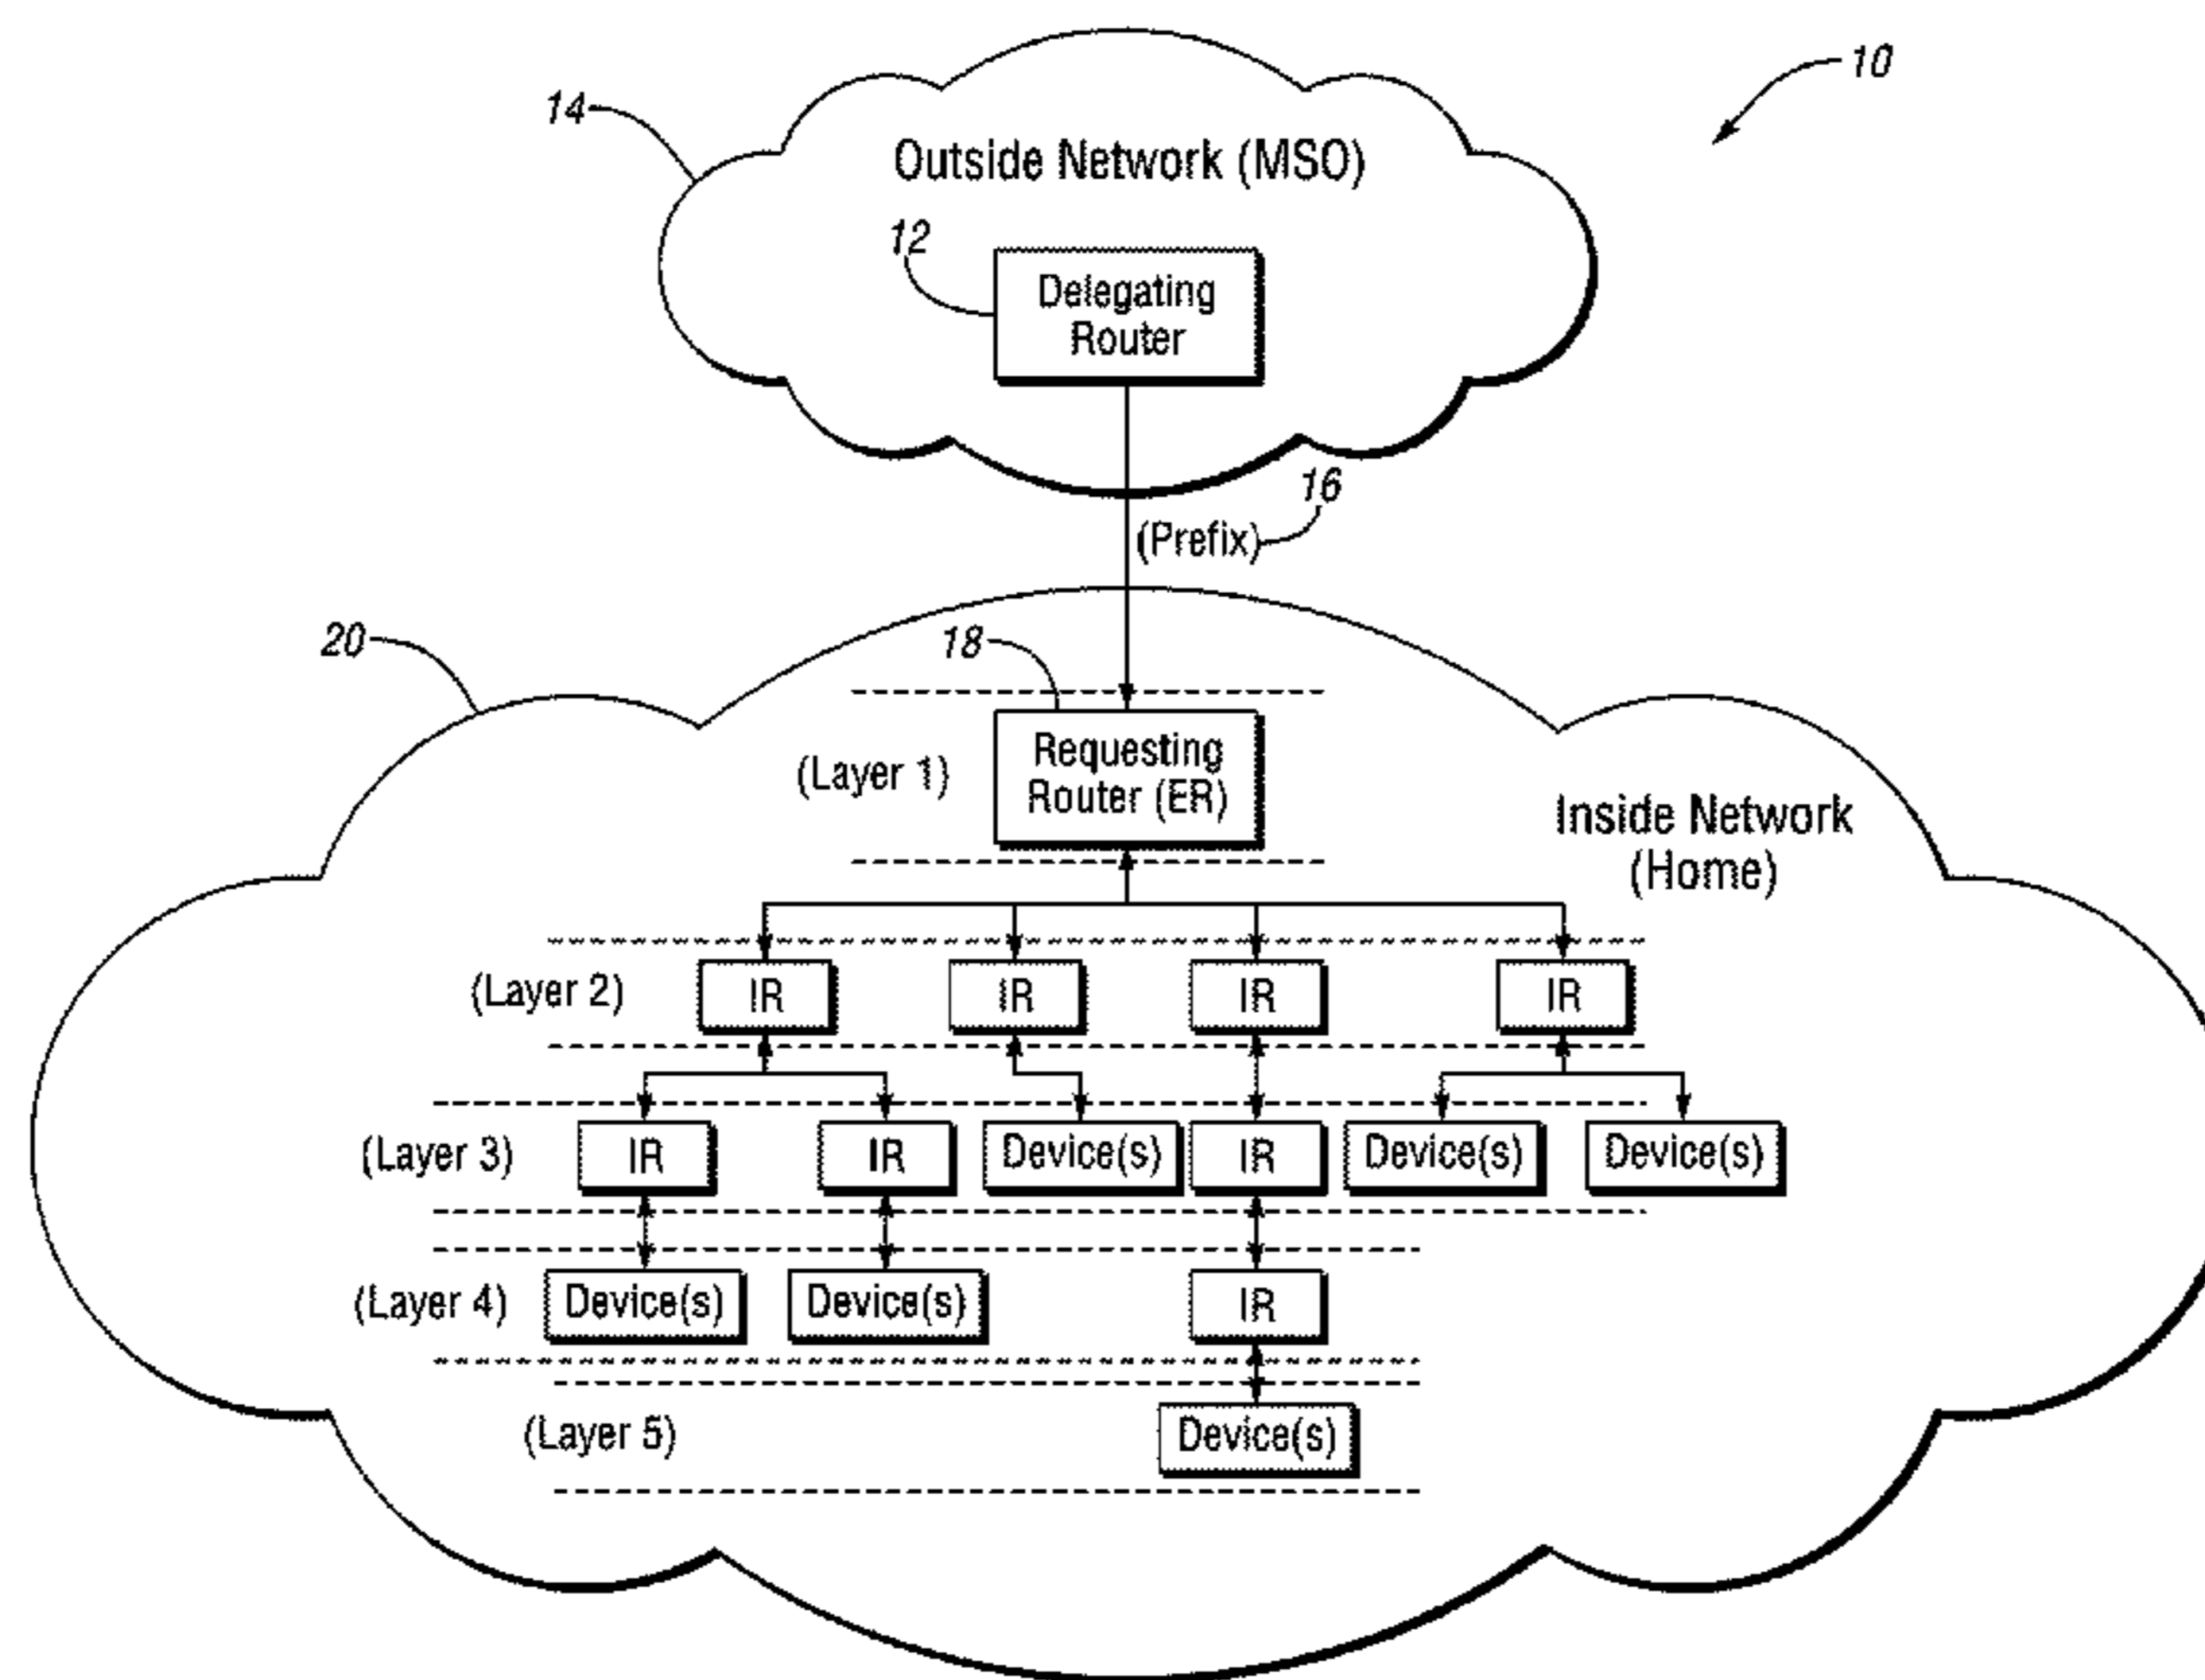 10
14
Outside Network (MSO)
12
Delegating
Router
16
(Prefix)
20
18
(Layer 1)
Requesting
Router (ER)
Inside Network
(Home)
(Layer 2) IR IR IR IR
(Layer 3) IR IR Device(s) IR Device(s) Device(s)
(Layer 4) Device(s) Device(s) IR
(Layer 5) Device(s)